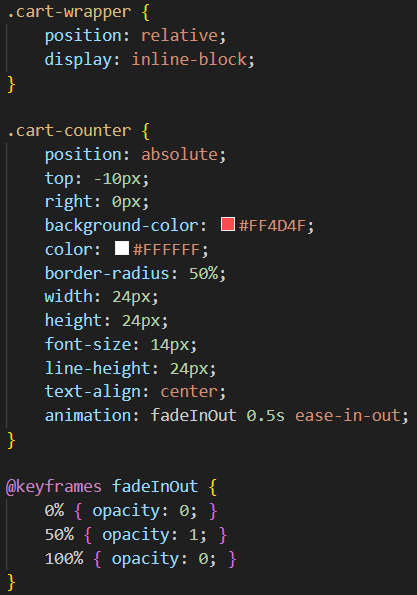 .cart-wrapper {
    position: relative;
    display: inline-block;
}

.cart-counter {
    position: absolute;
    top: -10px;
    right: 0px;
    background-color: #FF4D4F;
    color: #FFFFFF;
    border-radius: 50%;
    width: 24px;
    height: 24px;
    font-size: 14px;
    line-height: 24px;
    text-align: center;
    animation: fadeInOut 0.5s ease-in-out;
}

@keyframes fadeInOut {
    0% { opacity: 0; }
    50% { opacity: 1; }
    100% { opacity: 0; }
}